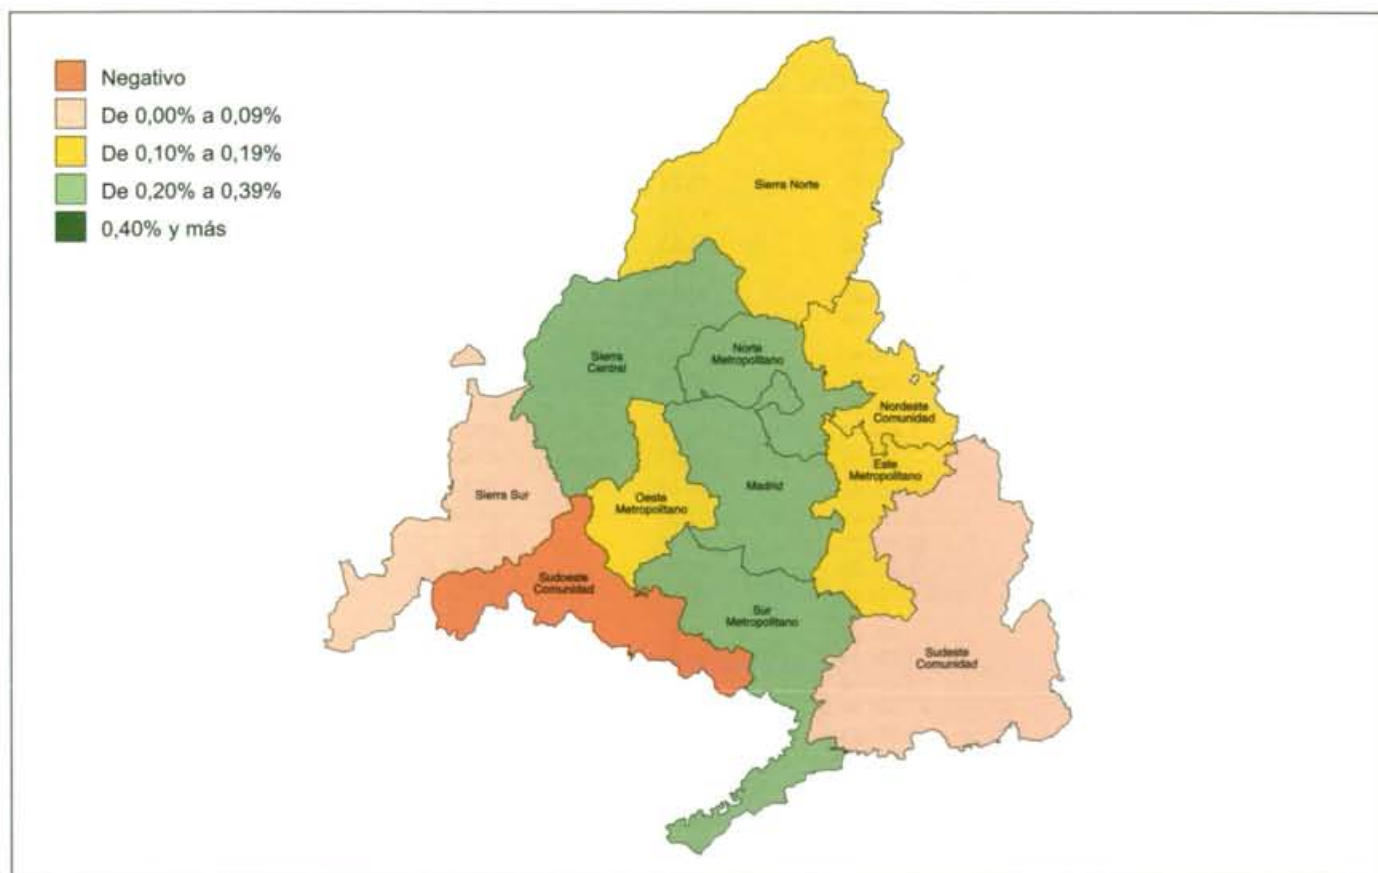 Negativo
De 0,00% a 0,09%
De 0,10% a 0,19%
De 0,20% a 0,39%
0,40% y más
Sierra Norte
Norte
Metropolitano
Sierra
Central
Nordeste
Comunidad
Este
Metropolitano
Madrid
Sierra Sur
Oeste
Metropolitano
Sudoeste
Comunidad
Sur
Metropolitano
Sudeste
Comunidad